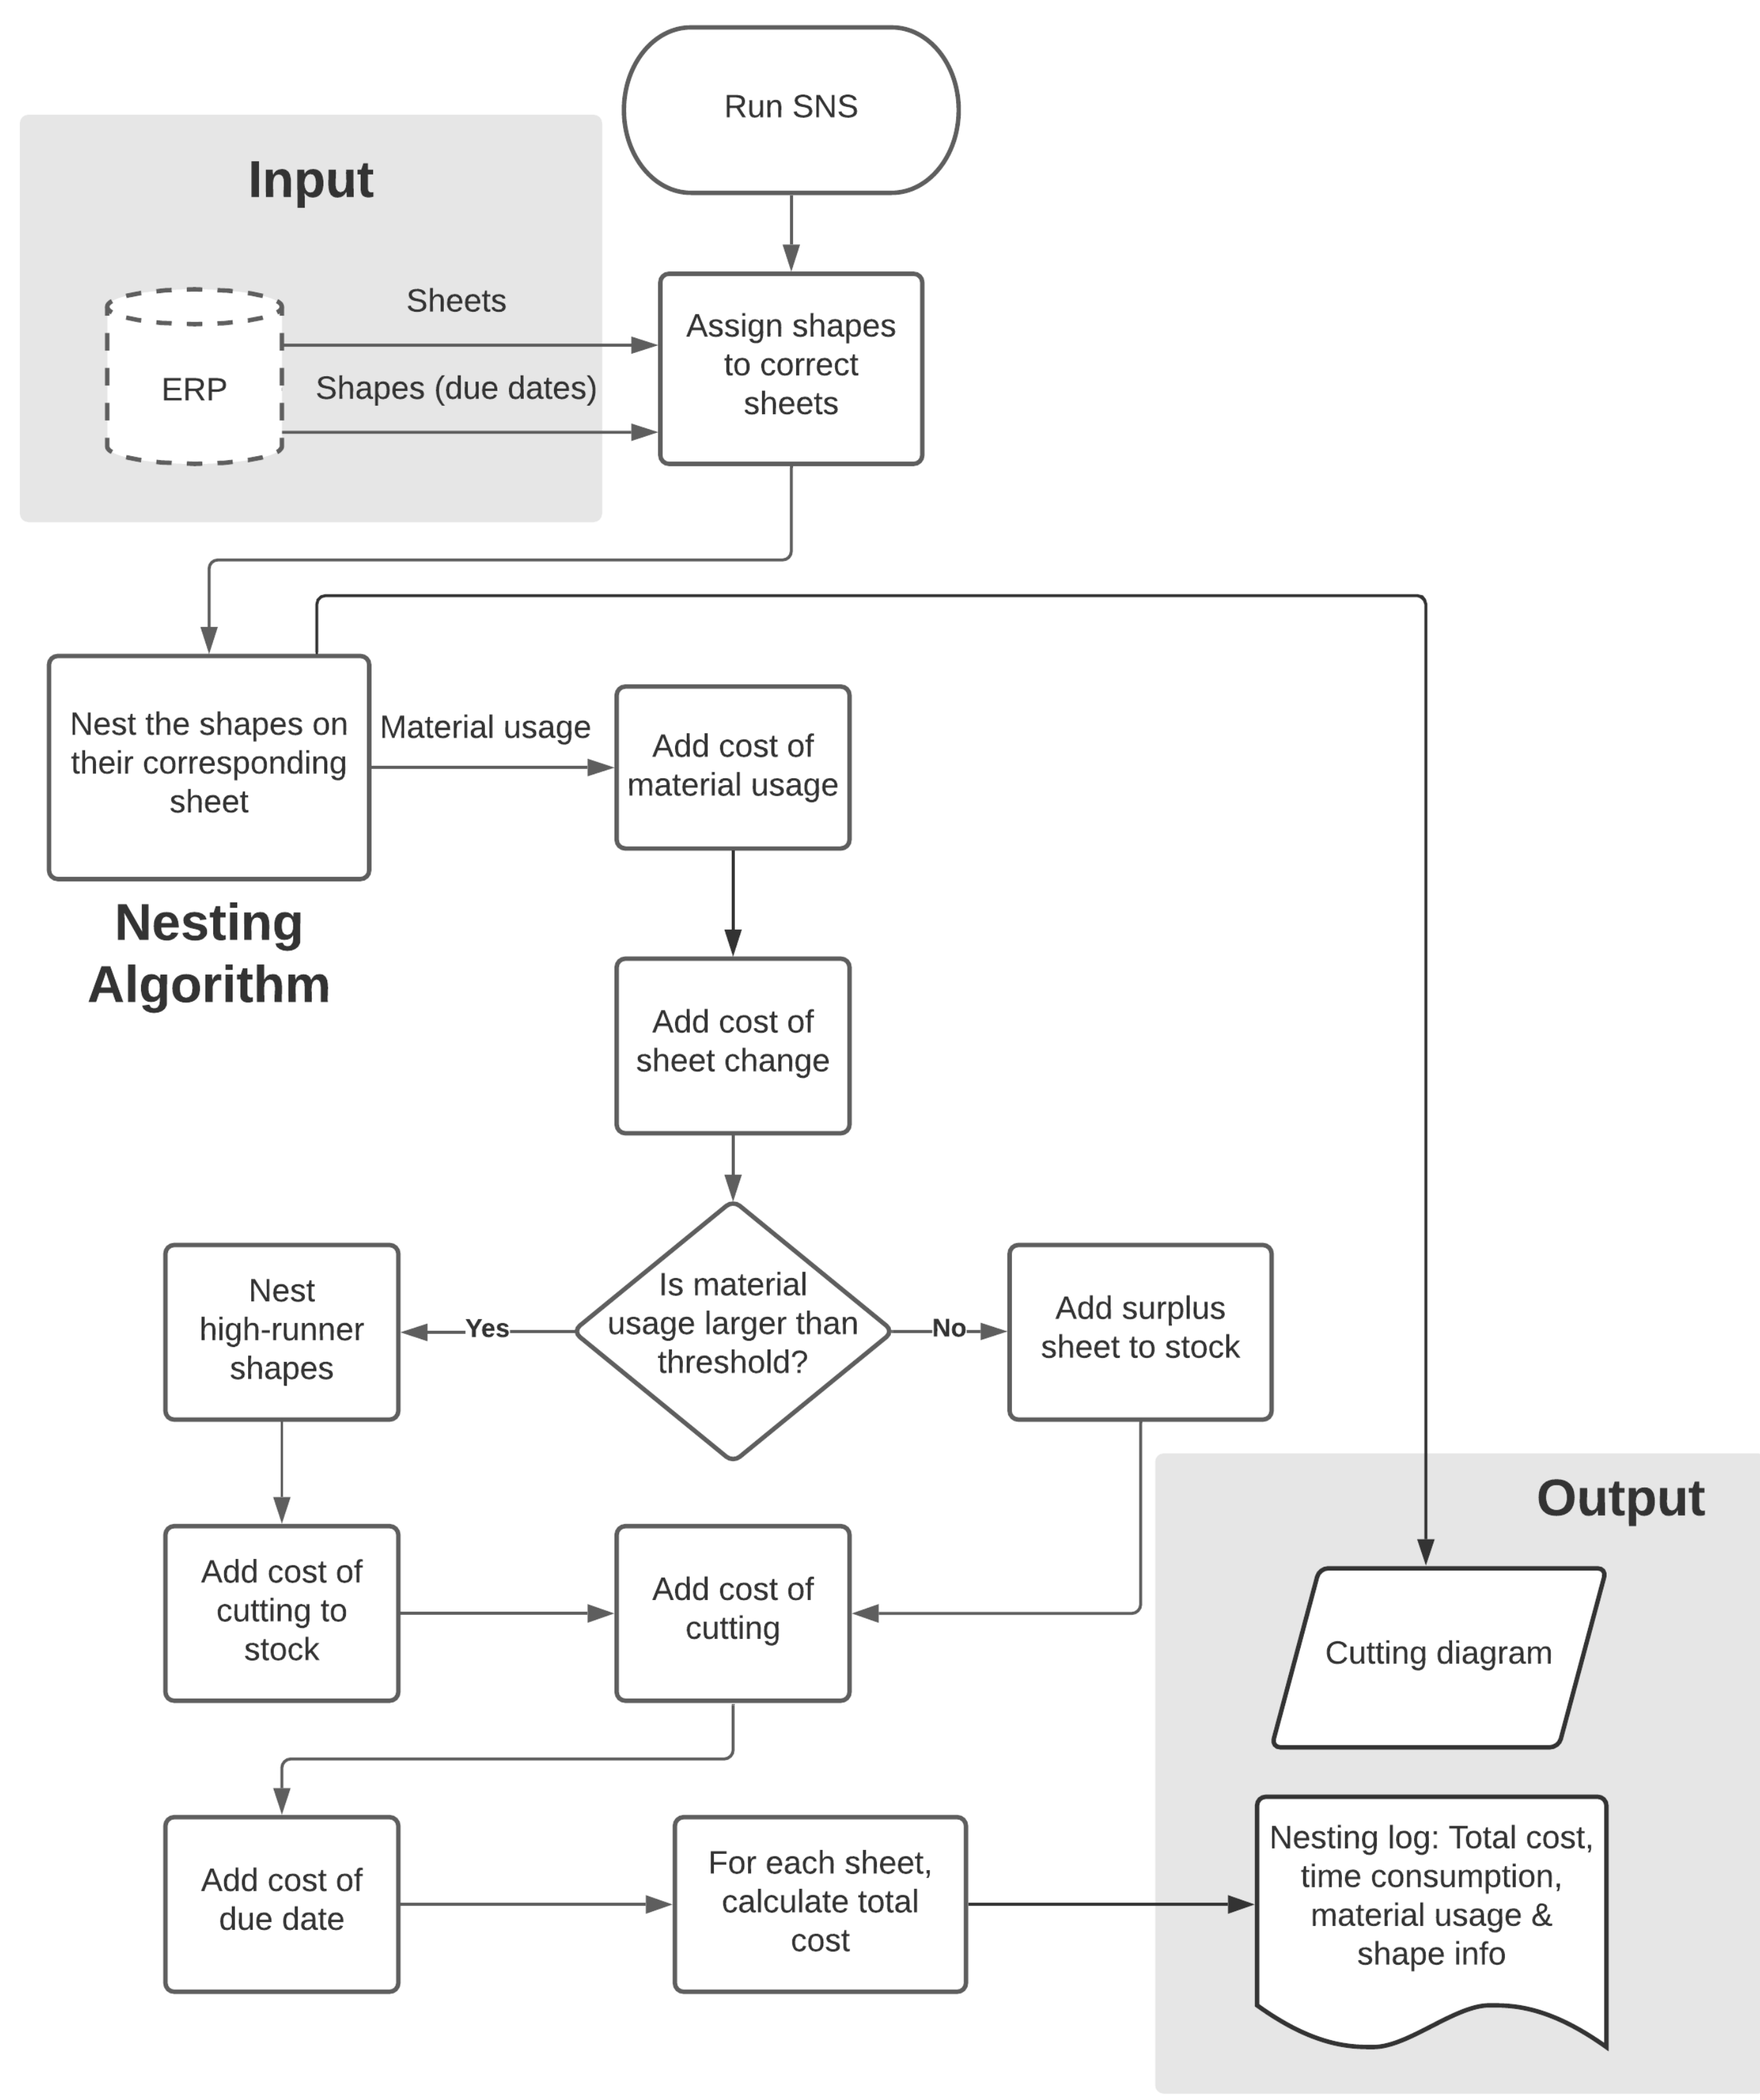 Run SNS
Input
Sheets
Shapes (due dates)
ERP
Assign shapes
to correct
sheets
Nest the shapes on
their corresponding
sheet
Nesting
Algorithm
Material usage
Add cost of
material usage
Add cost of
sheet change
Is material
usage larger than
threshold?
Yes
No
Nest
high-runner
shapes
Add surplus
sheet to stock
Add cost of
cutting to
stock
Add cost of
cutting
Output
Cutting diagram
Add cost of
due date
For each sheet,
calculate total
cost
Nesting log: Total cost,
time consumption,
material usage &
shape info